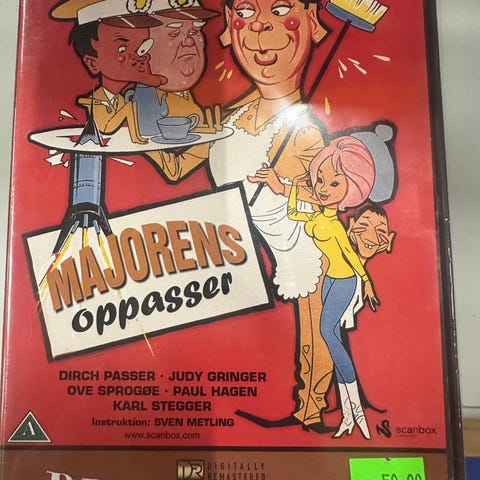 MAJORENS
oppasser
DIRCH PASSER · JUDY GRINGER
OVE SPROGØE · PAUL HAGEN
KARL STEGGER
Instruktion: SVEN METLING
www.scanbox.com
scanbox
A
DR DIGITALLY
REMASTERED